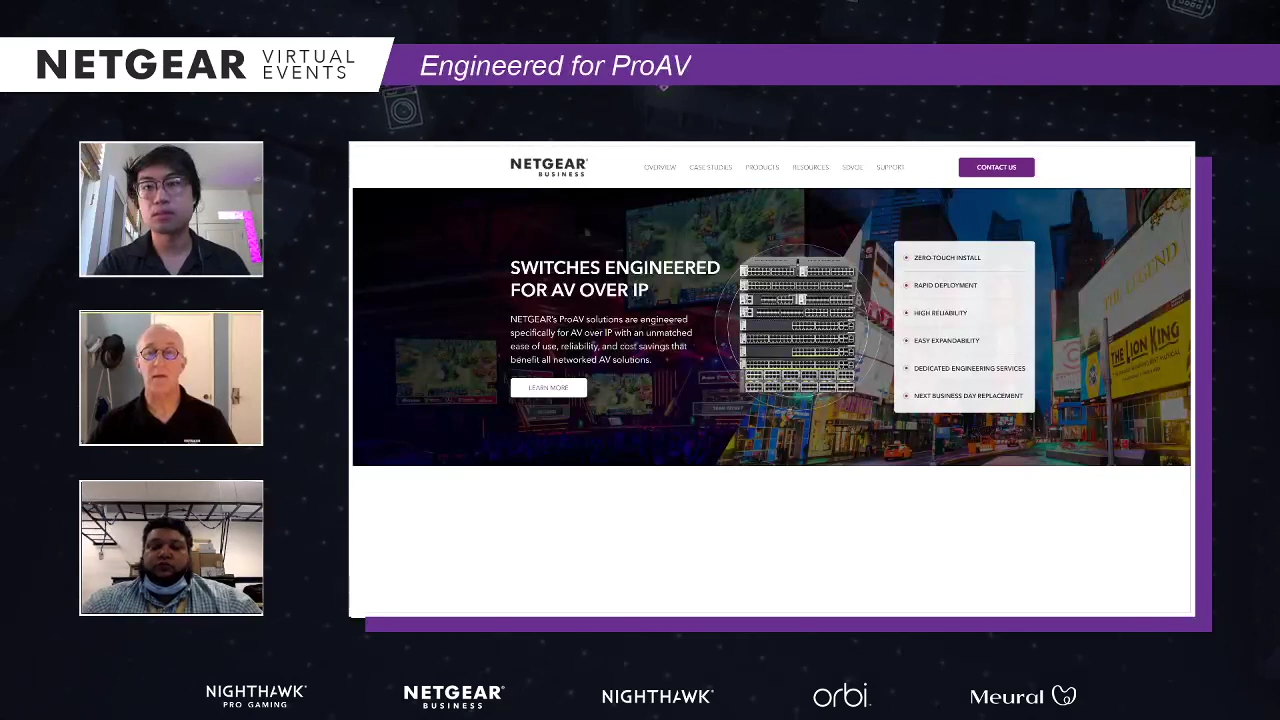 NETGEAR VIRTUAL EVENTS
Engineered for ProAV
NETGEAR BUSINESS
OVERVIEW CASE STUDIES PRODUCTS RESOURCES SDVOE SUPPORT
CONTACT US
SWITCHES ENGINEERED
FOR AV OVER IP
NETGEAR's ProAV solutions are engineered
specifically for AV over IP with an unmatched
ease of use, reliability, and cost savings that
benefit all networked AV solutions.
LEARN MORE
ZERO-TOUCH INSTALL
RAPID DEPLOYMENT
HIGH RELIABILITY
EASY EXPANDABILITY
DEDICATED ENGINEERING SERVICES
NEXT BUSINESS DAY REPLACEMENT
THE LEGEND
THE LION KING
NIGHTHAWK PRO GAMING
NETGEAR BUSINESS
NIGHTHAWK
orbi
Meural